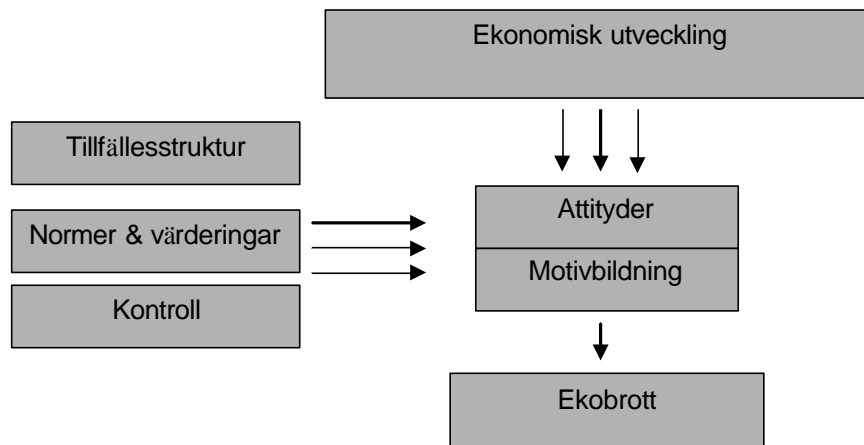 Ekonomisk utveckling
Tillfällesstruktur
Normer & värderingar
Kontroll
Attityder
Motivbildning
Ekobrott